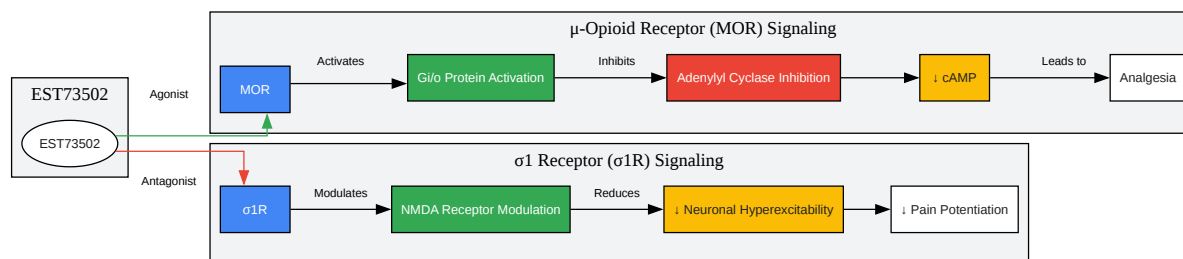 EST73502
EST73502
Agonist
Antagonist
μ-Opioid Receptor (MOR) Signaling
MOR
Activates
Gi/o Protein Activation
Inhibits
Adenylyl Cyclase Inhibition
↓ cAMP
Leads to
Analgesia
σ1 Receptor (σ1R) Signaling
σ1R
Modulates
NMDA Receptor Modulation
Reduces
↓ Neuronal Hyperexcitability
↓ Pain Potentiation